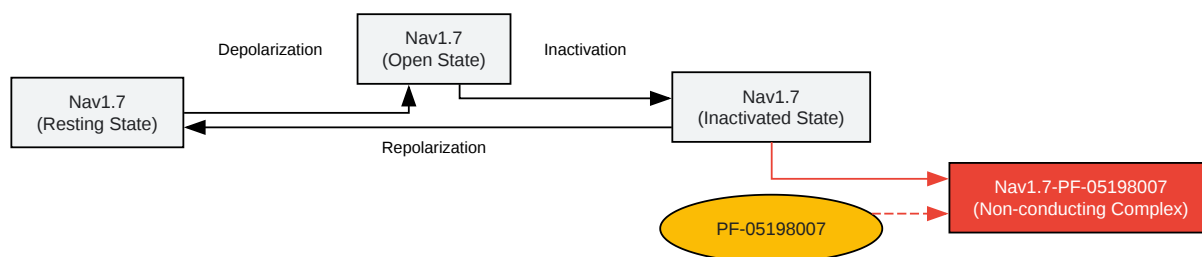 Nav1.7
(Open State)
Depolarization
Inactivation
Nav1.7
(Resting State)
Nav1.7
(Inactivated State)
Repolarization
Nav1.7-PF-05198007
(Non-conducting Complex)
PF-05198007